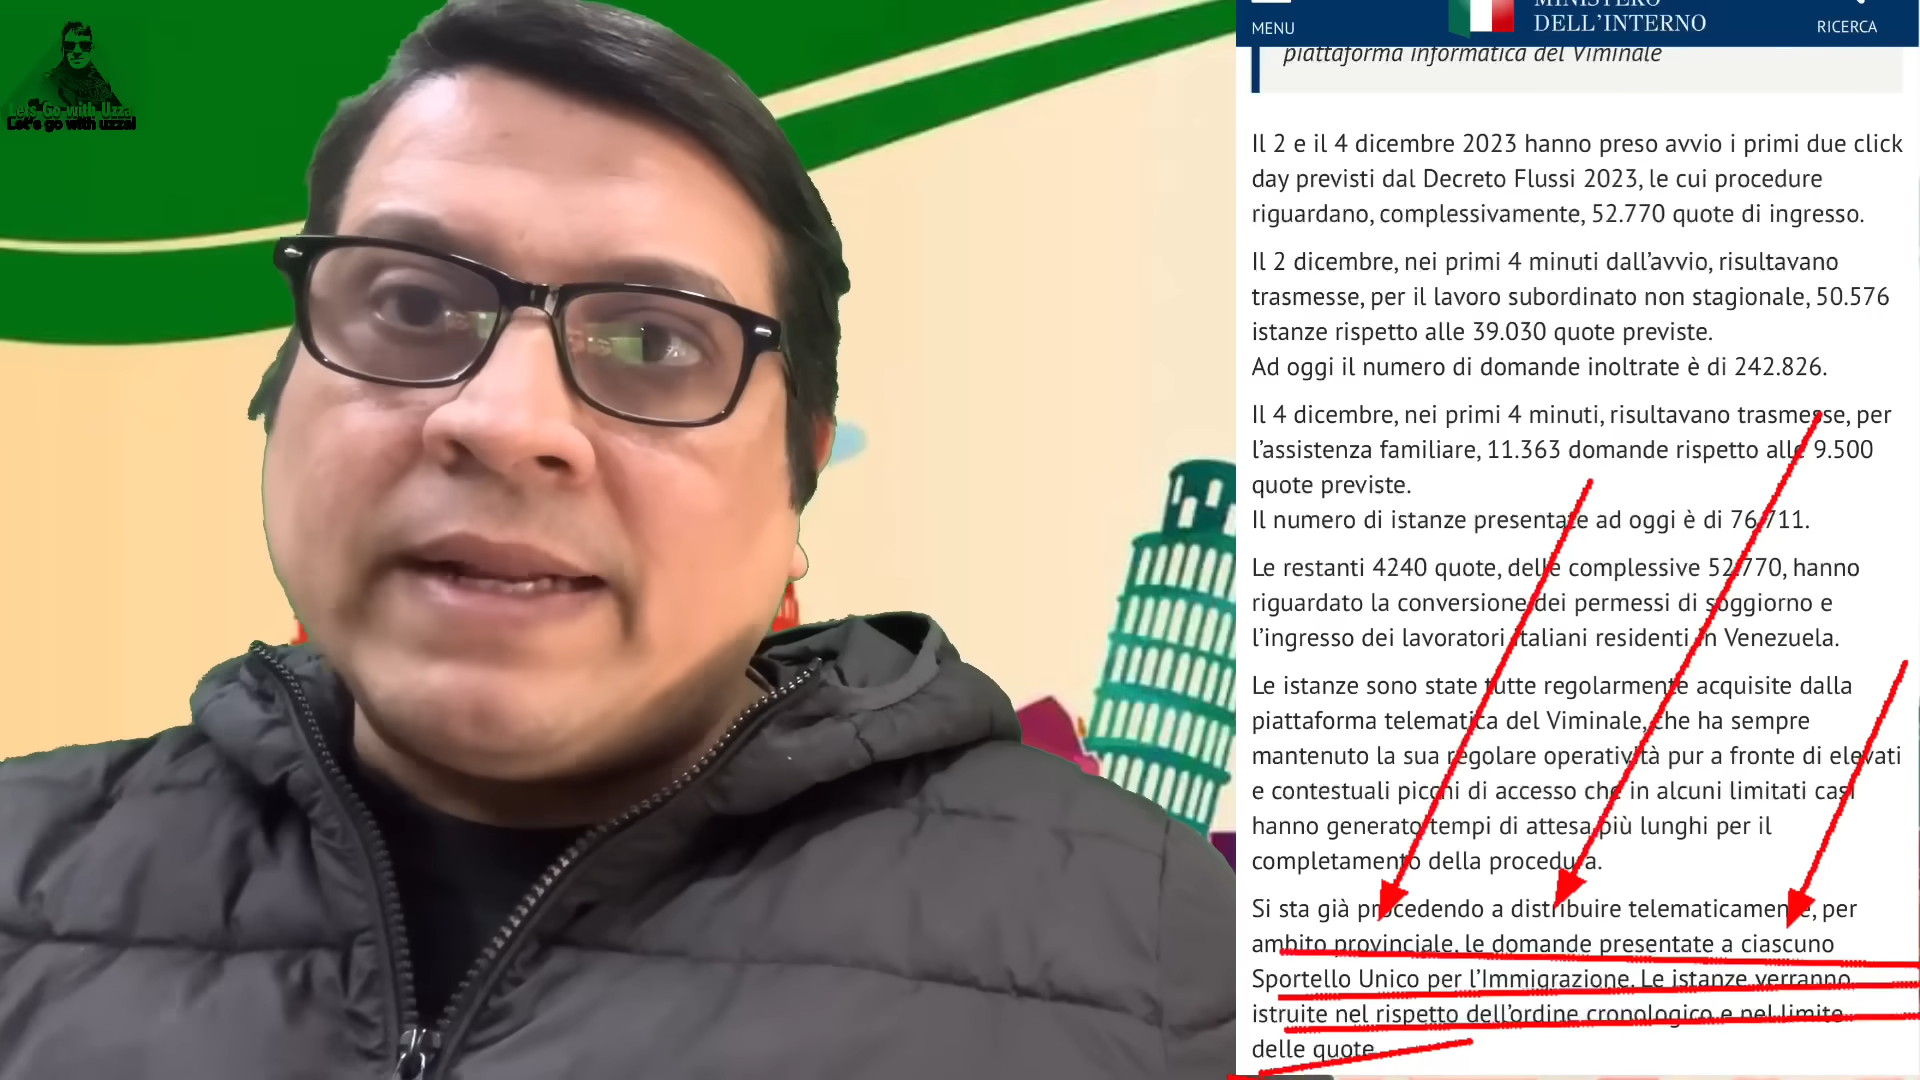 Lets Go with Uzza
Let's go with uzza!
MENU
MINISTERO
DELL'INTERNO
RICERCA
piattaforma informatica del Viminale
Il 2 e il 4 dicembre 2023 hanno preso avvio i primi due click
day previsti dal Decreto Flussi 2023, le cui procedure
riguardano, complessivamente, 52.770 quote di ingresso.
Il 2 dicembre, nei primi 4 minuti dall'avvio, risultavano
trasmesse, per il lavoro subordinato non stagionale, 50.576
istanze rispetto alle 39.030 quote previste.
Ad oggi il numero di domande inoltrate è di 242.826.
Il 4 dicembre, nei primi 4 minuti, risultavano trasmesse, per
l'assistenza familiare, 11.363 domande rispetto alle 9.500
quote previste.
Il numero di istanze presentate ad oggi è di 76.711.
Le restanti 4240 quote, delle complessive 52.770, hanno
riguardato la conversione dei permessi di soggiorno e
l'ingresso dei lavoratori italiani residenti in Venezuela.
Le istanze sono state tutte regolarmente acquisite dalla
piattaforma telematica del Viminale, che ha sempre
mantenuto la sua regolare operatività pur a fronte di elevati
e contestuali picchi di accesso che in alcuni limitati casi
hanno generato tempi di attesa più lunghi per il
completamento della procedura.
Si sta già procedendo a distribuire telematicamente, per
ambito provinciale, le domande presentate a ciascuno
Sportello Unico per l'Immigrazione. Le istanze verranno
istruite nel rispetto dell'ordine cronologico e nel limite
delle quote